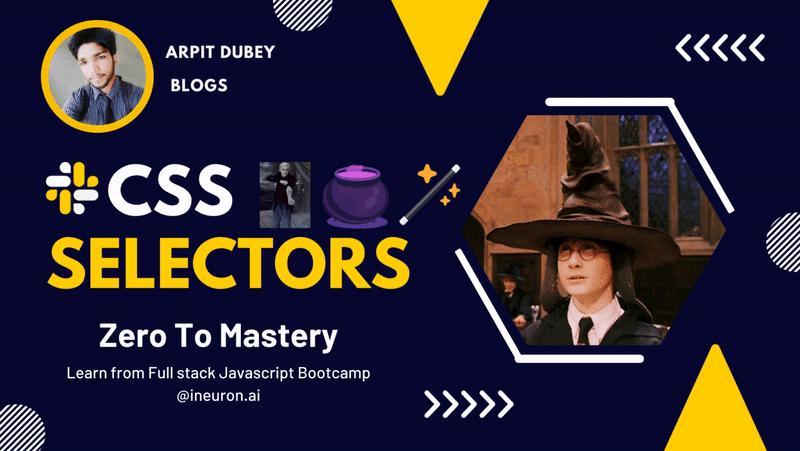 ARPIT DUBEY
BLOGS
CSS
SELECTORS
Zero To Mastery
Learn from Full stack Javascript Bootcamp
@ineuron.ai